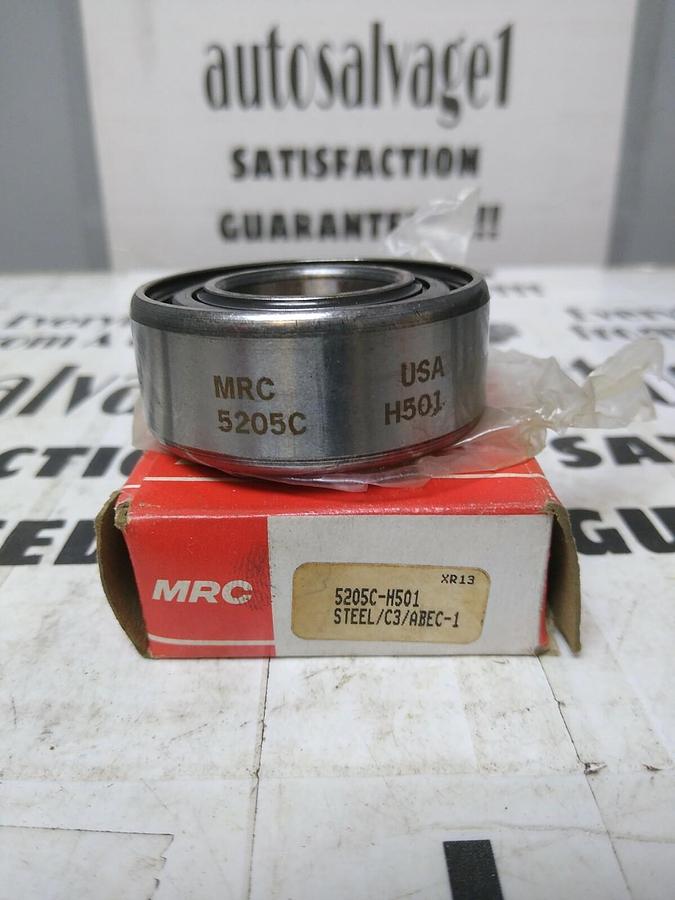 autosalvage1
SATISFACTION
GUARANTE !!!
MRC
5205C
USA
H501
MRC
XR13
5205C-H501
STEEL/C3/ABEC-1